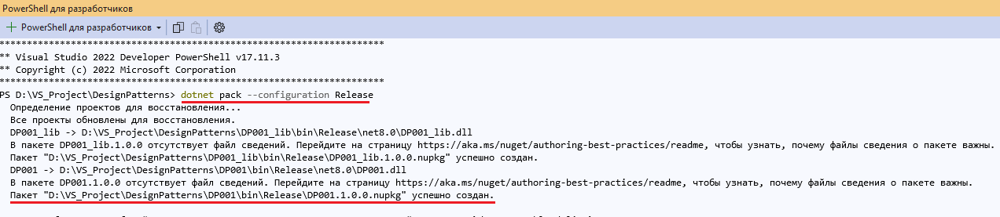 PowerShell для разработчиков
PowerShell для разработчиков
**********************************************************************
** Visual Studio 2022 Developer PowerShell v17.11.3
** Copyright (c) 2022 Microsoft Corporation
**********************************************************************
PS D:\VS_Project\DesignPatterns> dotnet pack --configuration Release
Определение проектов для восстановления...
Все проекты обновлены для восстановления.
DP001_lib -> D:\VS_Project\DesignPatterns\DP001_lib\bin\Release\net8.0\DP001_lib.dll
В пакете DP001_lib.1.0.0 отсутствует файл сведений. Перейдите на страницу https://aka.ms/nuget/authoring-best-practices/readme, чтобы узнать, почему файлы сведения о пакете важны.
Пакет "D:\VS_Project\DesignPatterns\DP001_lib\bin\Release\DP001_lib.1.0.0.nupkg" успешно создан.
DP001 -> D:\VS_Project\DesignPatterns\DP001\bin\Release\net8.0\DP001.dll
В пакете DP001.1.0.0 отсутствует файл сведений. Перейдите на страницу https://aka.ms/nuget/authoring-best-practices/readme, чтобы узнать, почему файлы сведения о пакете важны.
Пакет "D:\VS_Project\DesignPatterns\DP001\bin\Release\DP001.1.0.0.nupkg" успешно создан.